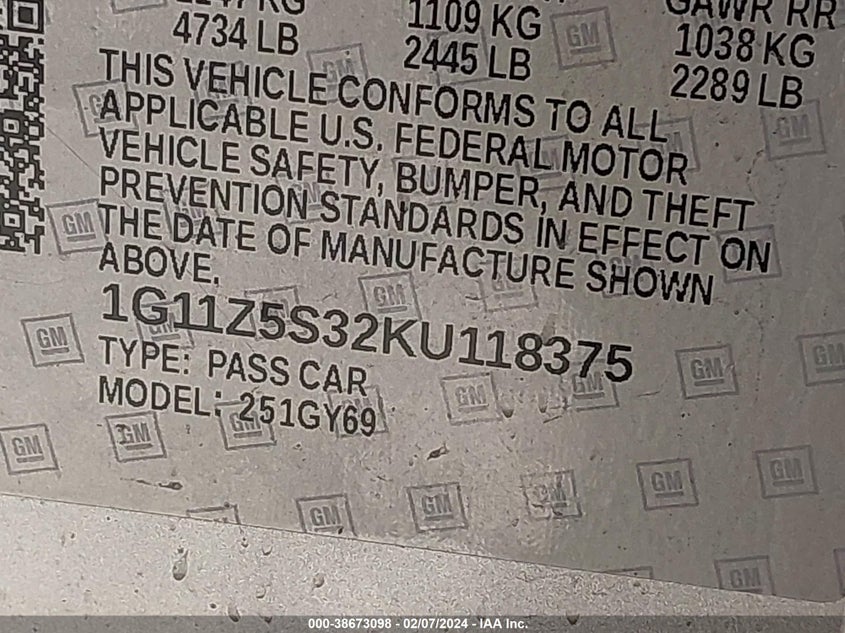 GAWR RR
4734 LB
1109 KG
2445 LB
1038 KG
2289 LB
THIS VEHICLE CONFORMS TO ALL
APPLICABLE U.S. FEDERAL MOTOR
VEHICLE SAFETY, BUMPER, AND THEFT
PREVENTION STANDARDS IN EFFECT ON
THE DATE OF MANUFACTURE SHOWN
ABOVE.
1G11Z5S32KU118375
TYPE: PASS CAR
MODEL: 251GY69
GM
000-38673098 - 02/07/2024 - IAA Inc.